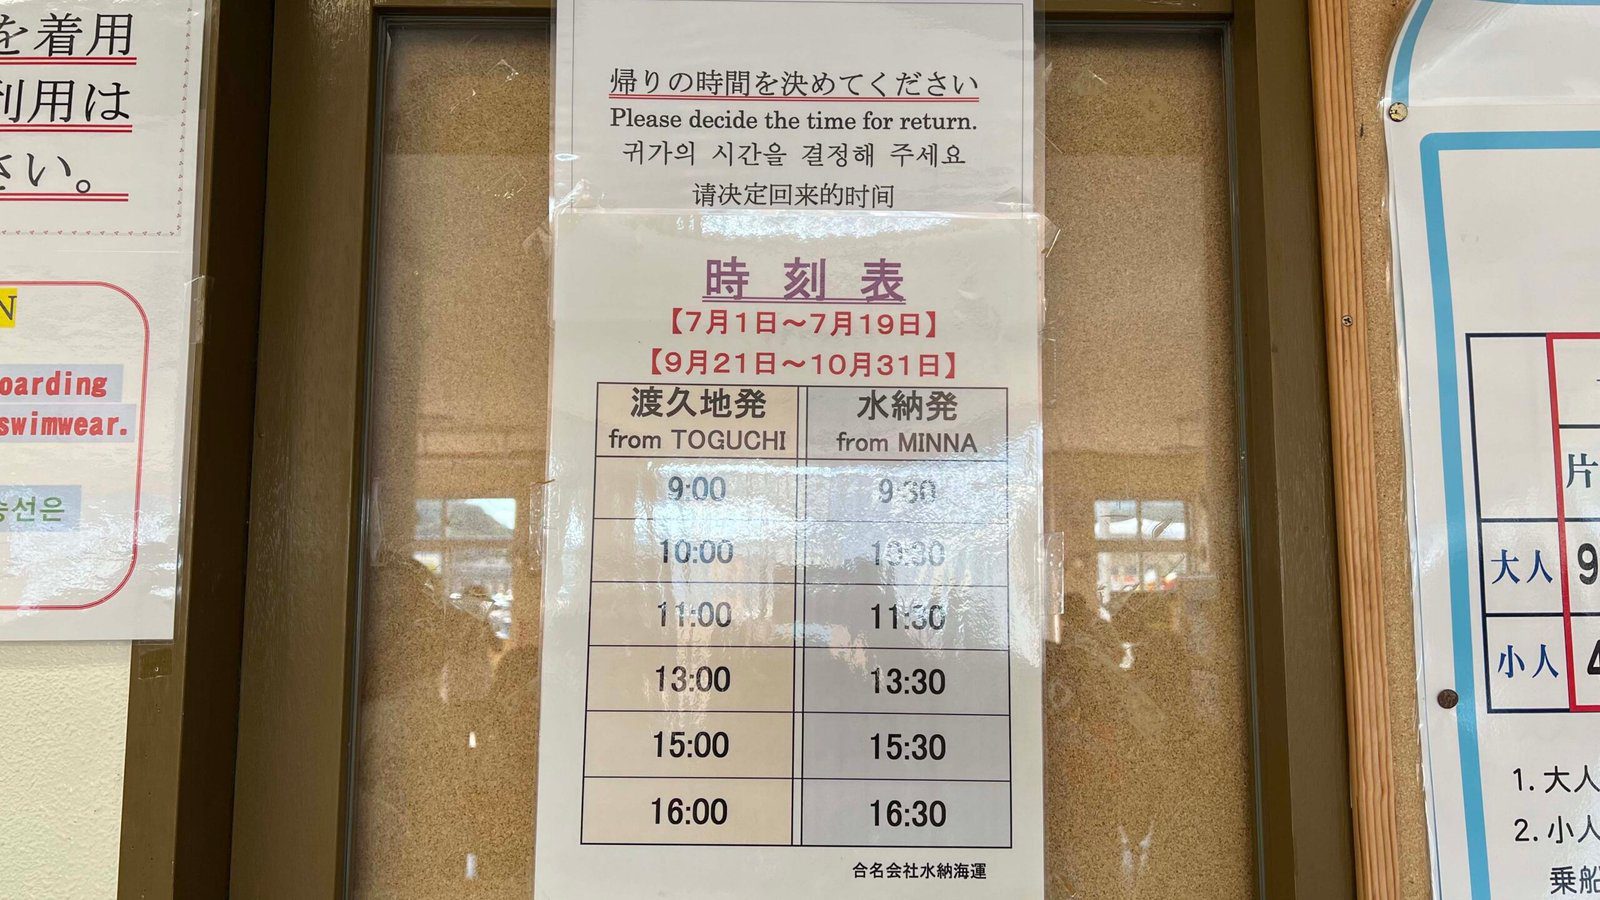 を着用
利用は
さい。
N
oarding
swimwear.
승선은
帰りの時間を決めてください
Please decide the time for return.
귀가의 시간을 결정해 주세요
请决定回来的时间
時刻表
【7月1日～7月19日】
【9月21日～10月31日】
渡久地発 水納発
from TOGUCHI from MINNA
9:00 9:30
10:00 10:30
11:00 11:30
13:00 13:30
15:00 15:30
16:00 16:30
合名会社水納海運
片
大人 9
小人 4
1. 大人
2. 小人
乗船